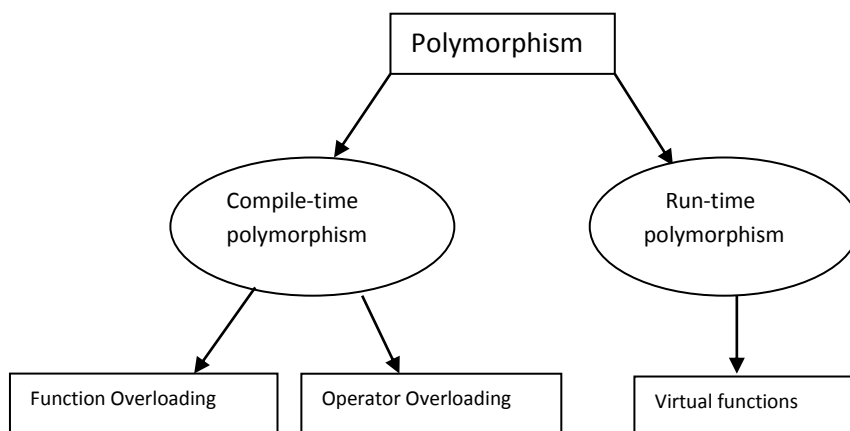 Polymorphism
Compile-time
polymorphism
Run-time
polymorphism
Function Overloading
Operator Overloading
Virtual functions